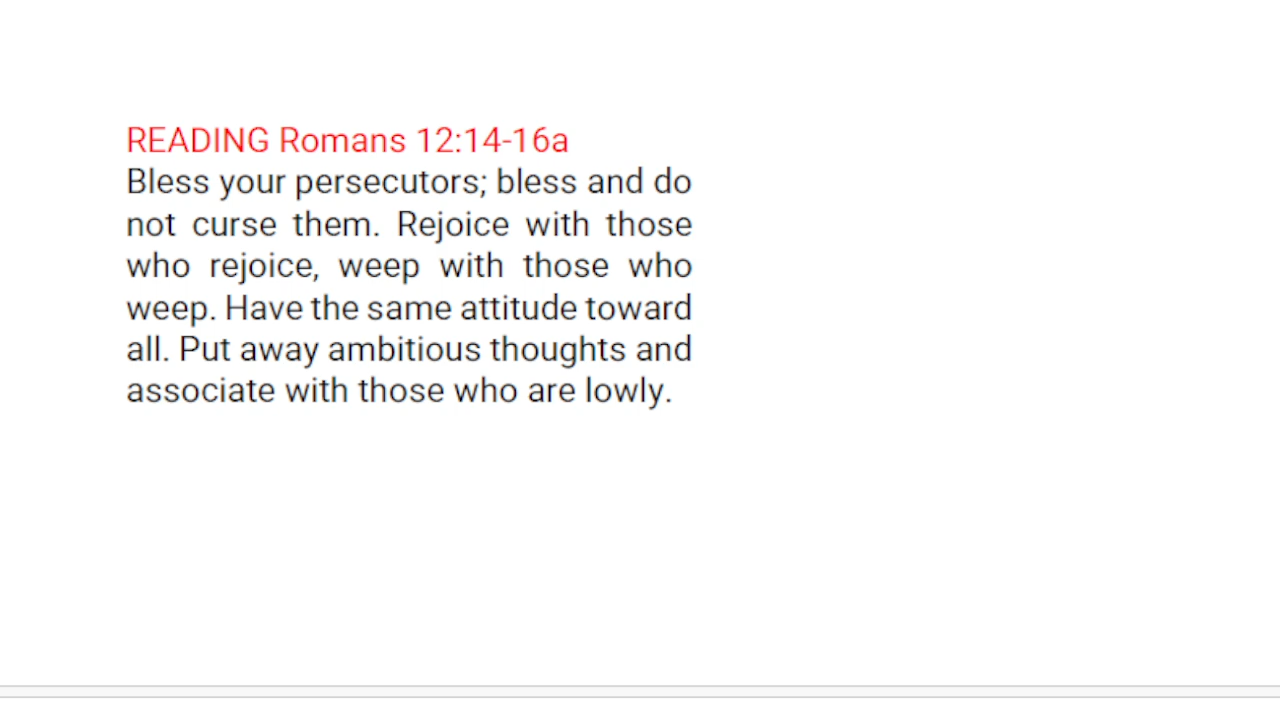 READING Romans 12:14-16a
Bless your persecutors; bless and do
not curse them. Rejoice with those
who rejoice, weep with those who
weep. Have the same attitude toward
all. Put away ambitious thoughts and
associate with those who are lowly.